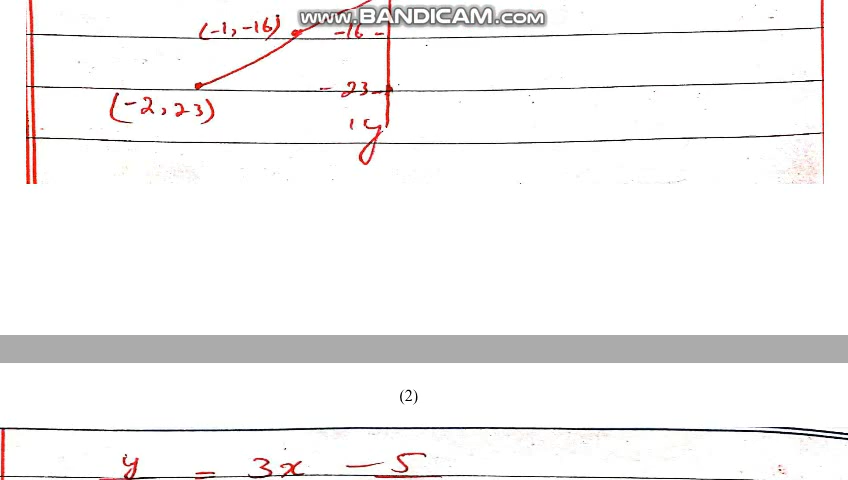 www.BANDICAM.com
(-1, -16) -16 -
- 23 -
(-2, 23)
'y
(2)
y = 3x - 5